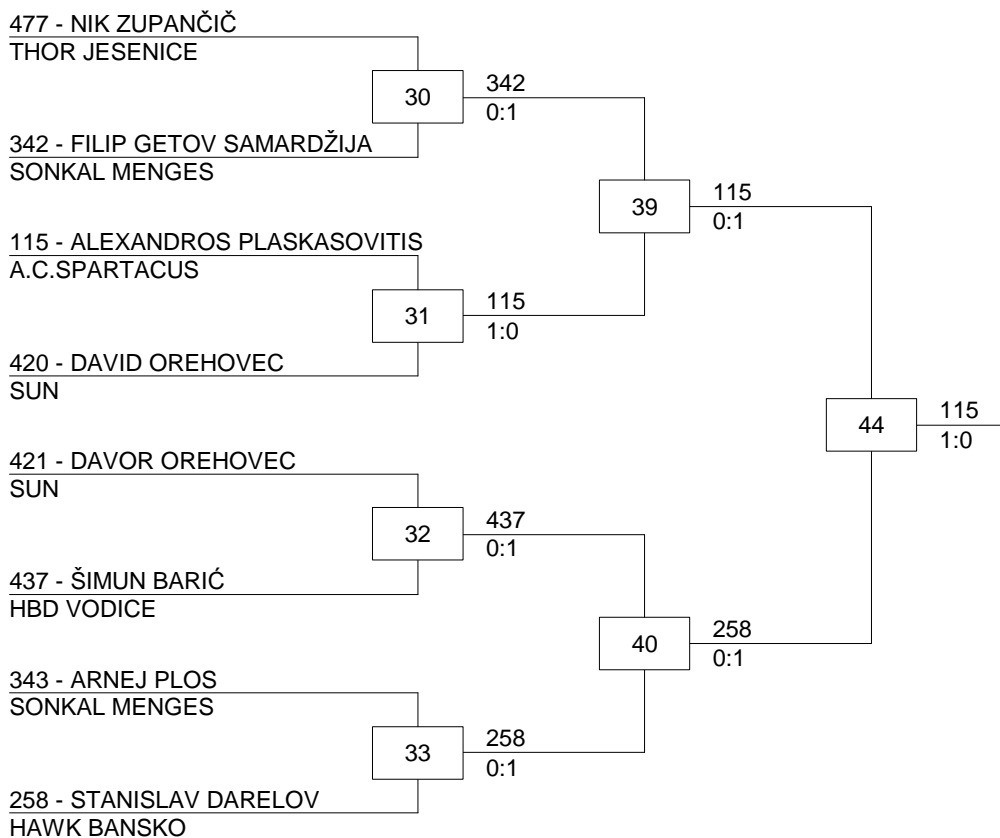 477 - NIK ZUPANČIČ
THOR JESENICE
30
342
0:1
342 - FILIP GETOV SAMARDŽIJA
SONKAL MENGES
39
115
0:1
115 - ALEXANDROS PLASKASOVITIS
A.C.SPARTACUS
31
115
1:0
420 - DAVID OREHOVEC
SUN
44
115
1:0
421 - DAVOR OREHOVEC
SUN
32
437
0:1
437 - ŠIMUN BARIĆ
HBD VODICE
40
258
0:1
343 - ARNEJ PLOS
SONKAL MENGES
33
258
0:1
258 - STANISLAV DARELOV
HAWK BANSKO